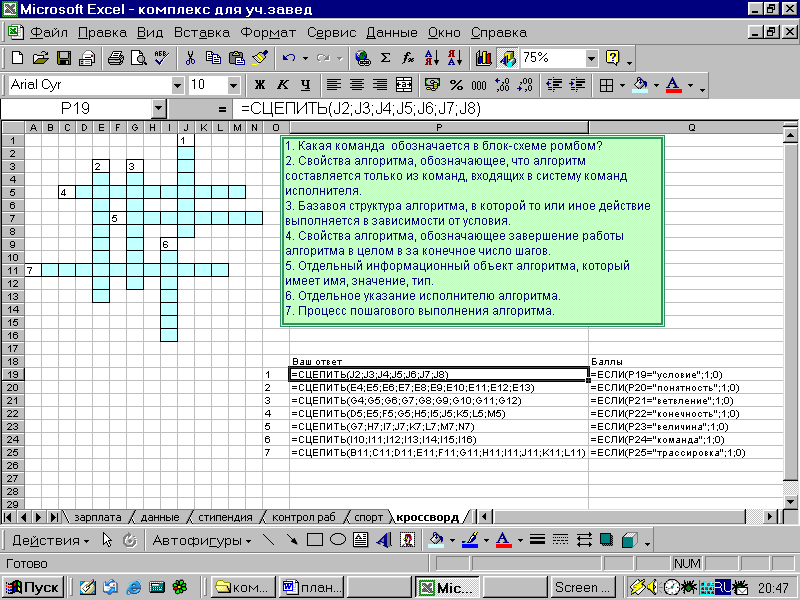 Microsoft Excel - комплекс для уч.завед
Файл Правка Вид Вставка Формат Сервис Данные Окно Справка
75%
Arial Cyr 10 Ж К Ч % 000
P19 = =СЦЕПИТЬ(J2;J3;J4;J5;J6;J7;J8)
A B C D E F G H I J K L M N O P Q
1 1
2
3 2 3
4
5 4
6
7 5
8
9 6
10
11 7
12
13
14
15
16
17
1. Какая команда обозначается в блок-схеме ромбом?
2. Свойства алгоритма, обозначающее, что алгоритм
составляется только из команд, входящих в систему команд
исполнителя.
3. Базавоя структура алгоритма, в которой то или иное действие
выполняется в зависимости от условия.
4. Свойства алгоритма, обозначающее завершение работы
алгоритма в целом в за конечное число шагов.
5. Отдельный информационный объект алгоритма, который
имеет имя, значение, тип.
6. Отдельное указание исполнителю алгоритма.
7. Процесс пошагового выполнения алгоритма.
18 Ваш ответ Баллы
19 1 =СЦЕПИТЬ(J2;J3;J4;J5;J6;J7;J8) =ЕСЛИ(P19="условие";1;0)
20 2 =СЦЕПИТЬ(E4;E5;E6;E7;E8;E9;E10;E11;E12;E13) =ЕСЛИ(P20="понятность";1;0)
21 3 =СЦЕПИТЬ(G4;G5;G6;G7;G8;G9;G10;G11;G12) =ЕСЛИ(P21="ветвление";1;0)
22 4 =СЦЕПИТЬ(D5;E5;F5;G5;H5;I5;J5;K5;L5;M5) =ЕСЛИ(P22="конечность";1;0)
23 5 =СЦЕПИТЬ(G7;H7;I7;J7;K7;L7;M7;N7) =ЕСЛИ(P23="величина";1;0)
24 6 =СЦЕПИТЬ(I10;I11;I12;I13;I14;I15;I16) =ЕСЛИ(P24="команда";1;0)
25 7 =СЦЕПИТЬ(B11;C11;D11;E11;F11;G11;H11;I11;J11;K11;L11) =ЕСЛИ(P25="трассировка";1;0)
26
27
28
29
зарплата данные стипендия контрол раб спорт кроссворд
Действия Автофигуры
Готово NUM
Пуск ком... план... Mic... Screen ... RU 20:47